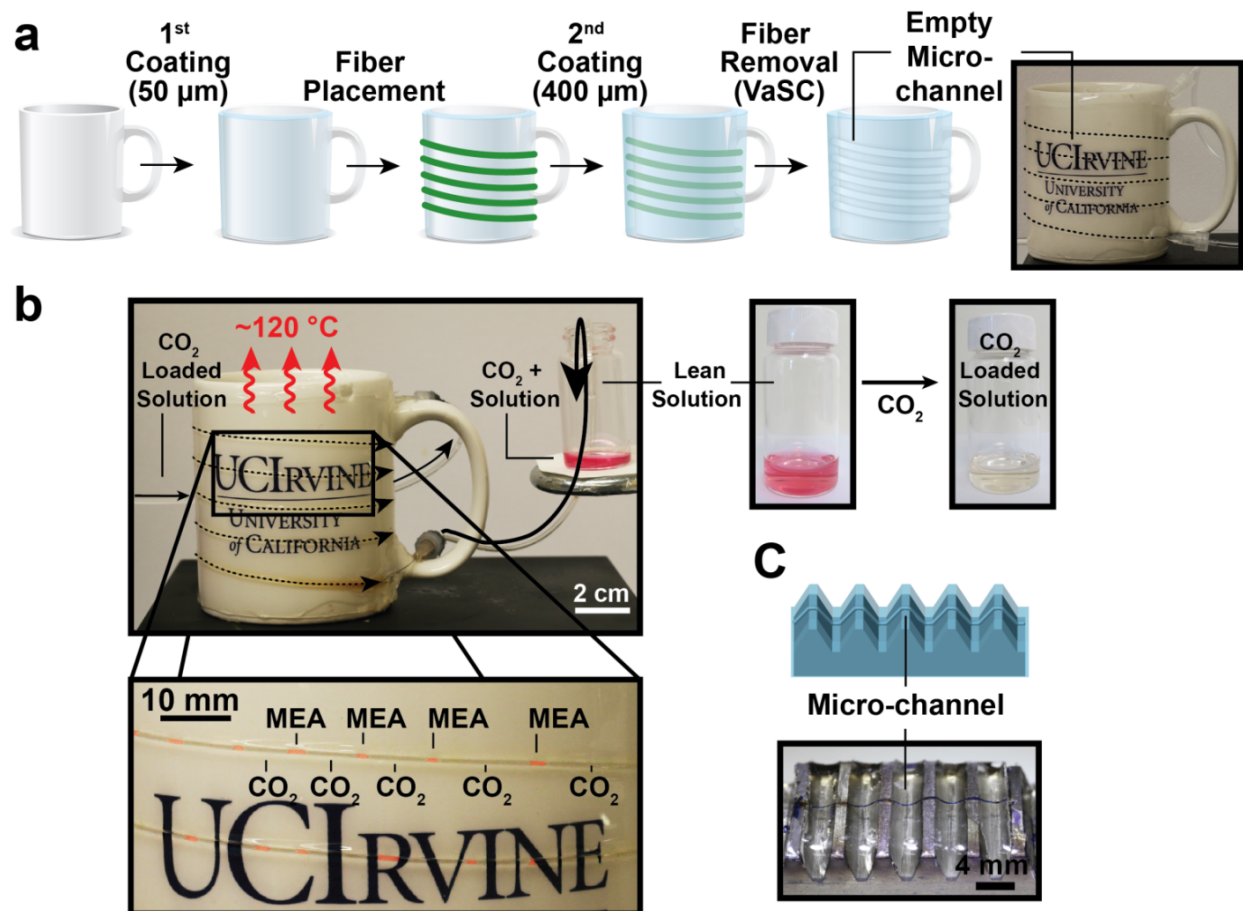 a
1st
Coating
(50 µm)
Fiber
Placement
2nd
Coating
(400 µm)
Fiber
Removal
(VaSC)
Empty
Micro-
channel
UCIRVINE
UNIVERSITY
of CALIFORNIA
b
CO2
Loaded
Solution
~120 °C
CO2 +
Solution
Lean
Solution
CO2
CO2
Loaded
Solution
UCIRVINE
UNIVERSITY
of CALIFORNIA
2 cm
10 mm
MEA MEA MEA MEA
CO2 CO2 CO2 CO2 CO2
UCIRVINE
C
Micro-channel
4 mm